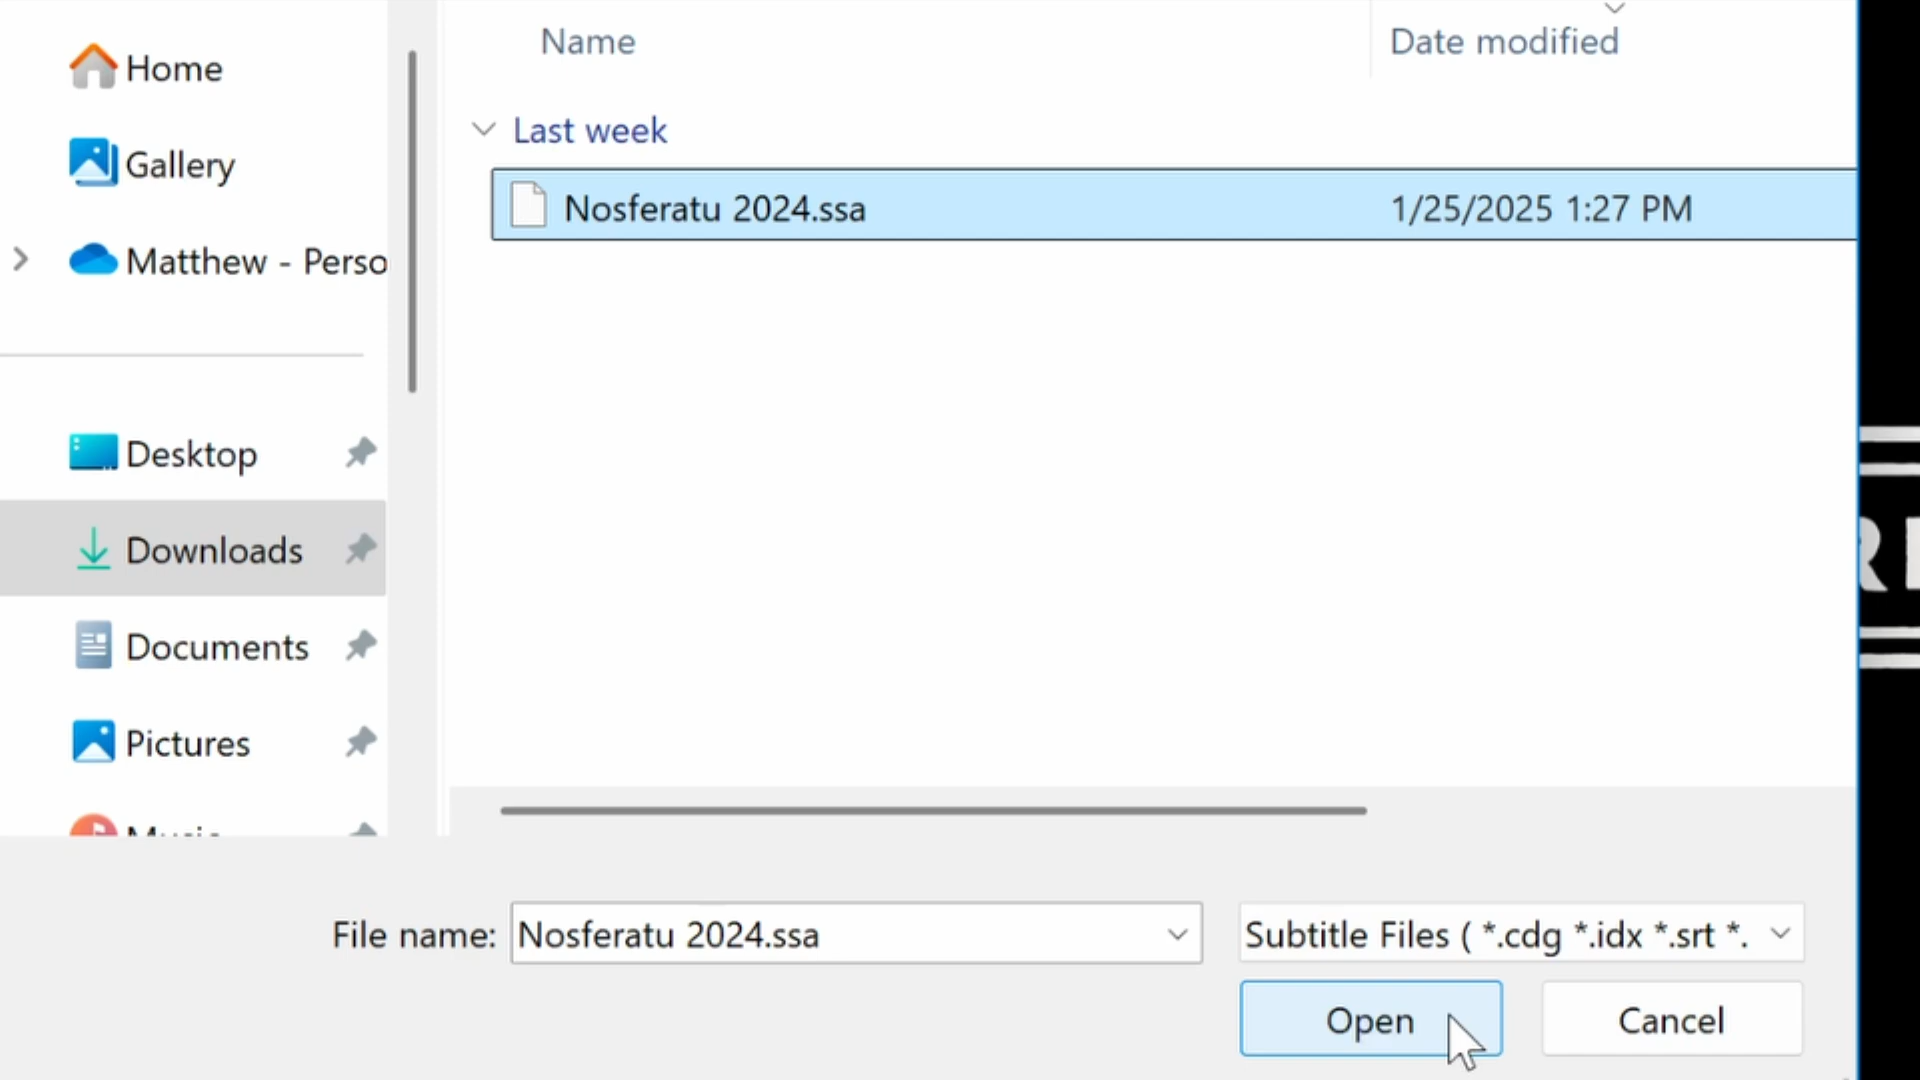 Name
Date modified
Home
Gallery
Matthew - Perso
Last week
Nosferatu 2024.ssa
1/25/2025 1:27 PM
Desktop
Downloads
Documents
Pictures
Music
File name:
Nosferatu 2024.ssa
Subtitle Files ( *.cdg *.idx *.srt *.
Open
Cancel